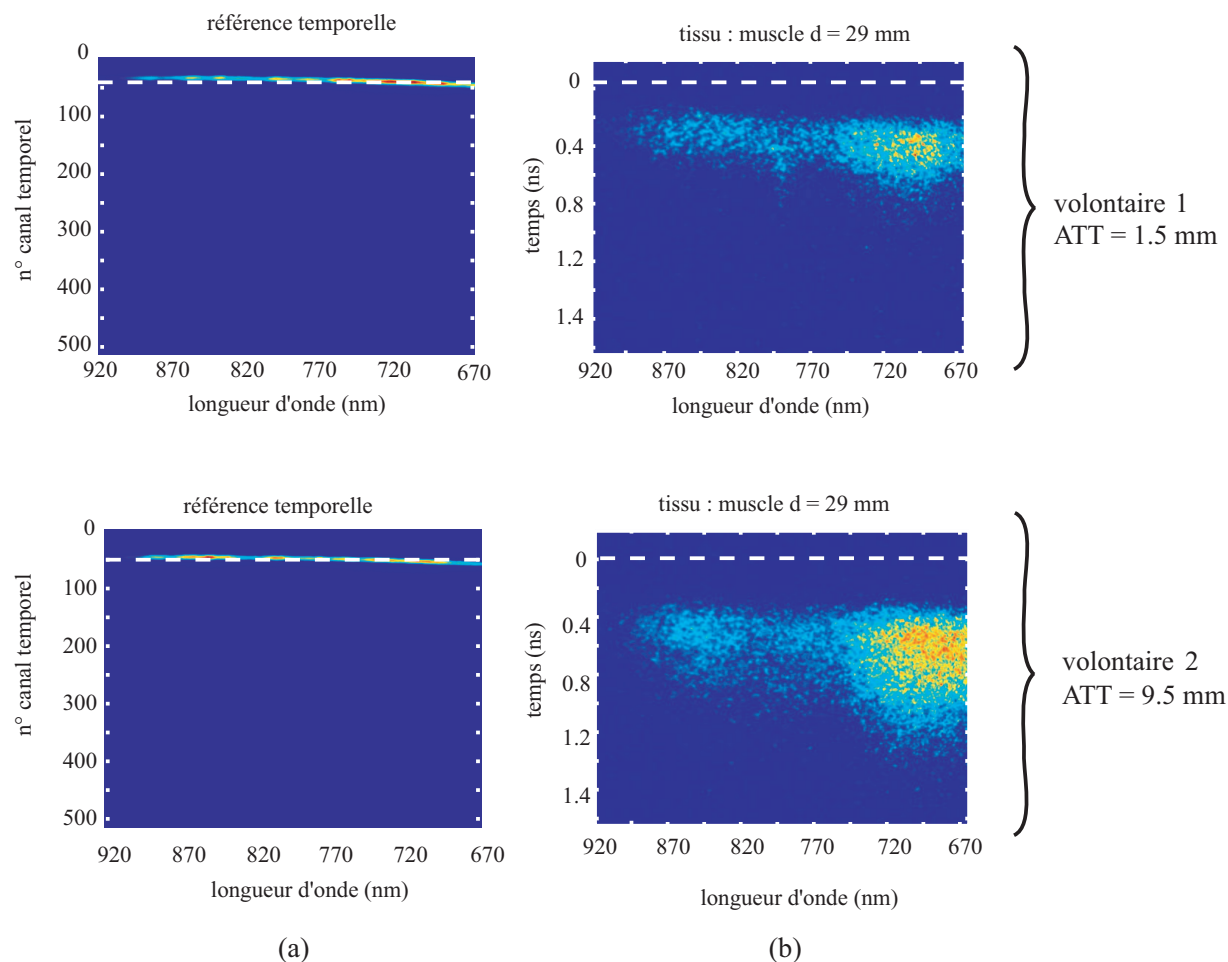 référence temporelle
0
100
200
300
400
500
n° canal temporel
920 870 820 770 720 670
longueur d'onde (nm)
tissu : muscle d = 29 mm
0
0.4
0.8
1.2
1.4
temps (ns)
920 870 820 770 720 670
longueur d'onde (nm)
volontaire 1
ATT = 1.5 mm
référence temporelle
0
100
200
300
400
500
n° canal temporel
920 870 820 770 720 670
longueur d'onde (nm)
tissu : muscle d = 29 mm
0
0.4
0.8
1.2
1.4
temps (ns)
920 870 820 770 720 670
longueur d'onde (nm)
volontaire 2
ATT = 9.5 mm
(a)
(b)